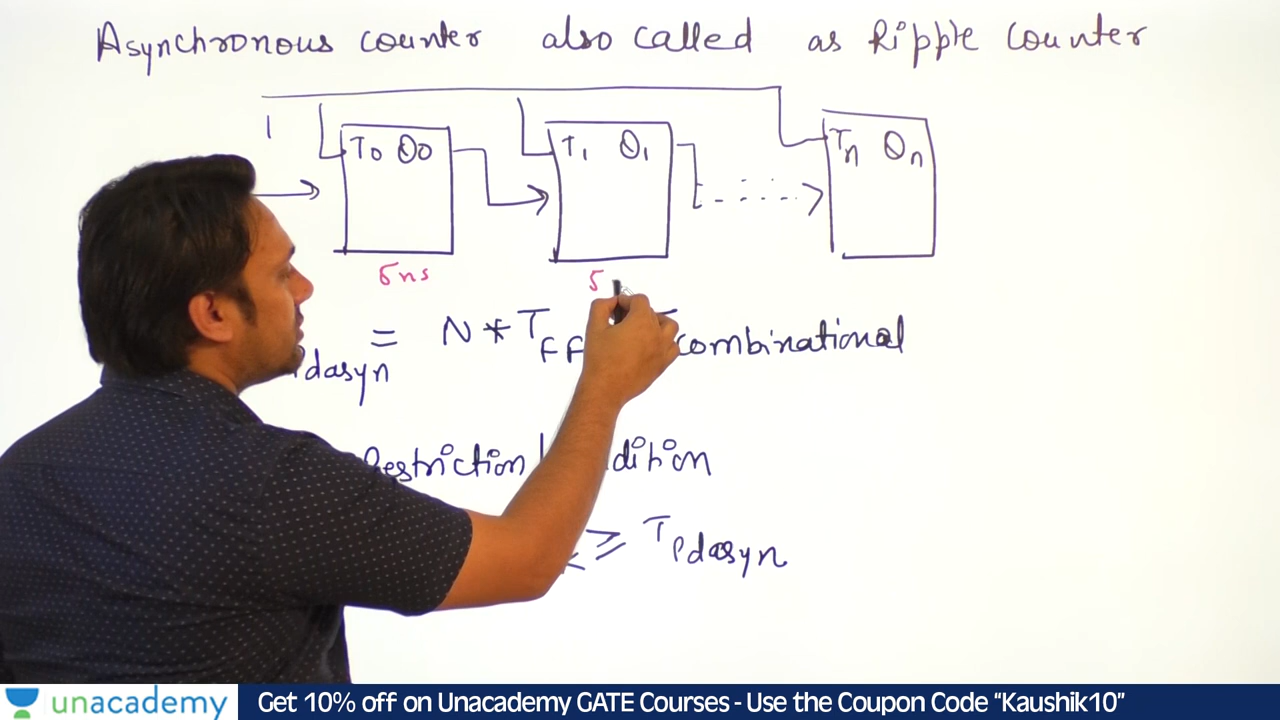 Asynchronous counter also called as Ripple counter
1
T0 Q0 T1 Q1 Tn Qn
5ns 5
= N * TFF combinational
pdasyn
Restriction dition
≥ Tpdasyn
unacademy Get 10% off on Unacademy GATE Courses - Use the Coupon Code "Kaushik10"